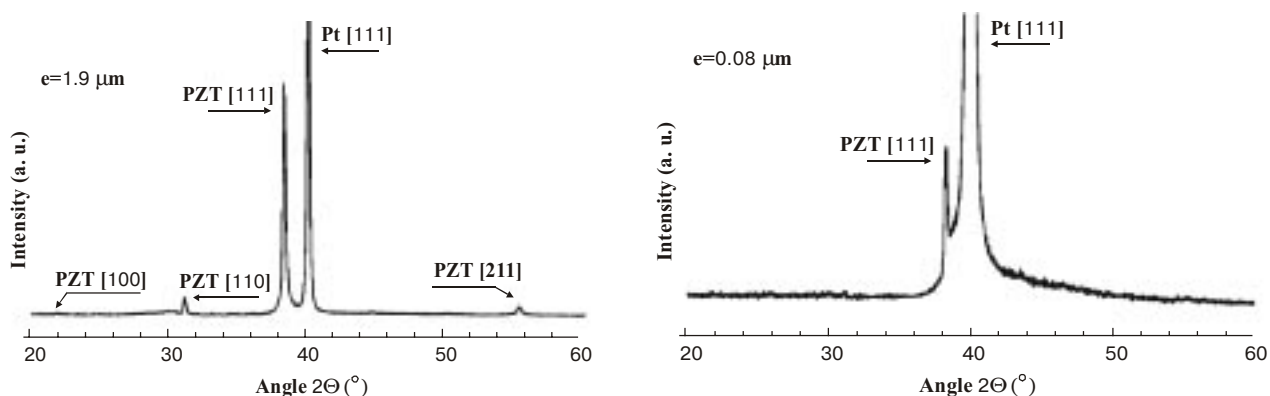 Pt [111]
e=1.9 µm
PZT [111]
PZT [100]
PZT [110]
PZT [211]
Intensity (a. u.)
20 30 40 50 60
Angle 2Θ (°)
Pt [111]
e=0.08 µm
PZT [111]
Intensity (a. u.)
20 30 40 50 60
Angle 2Θ (°)